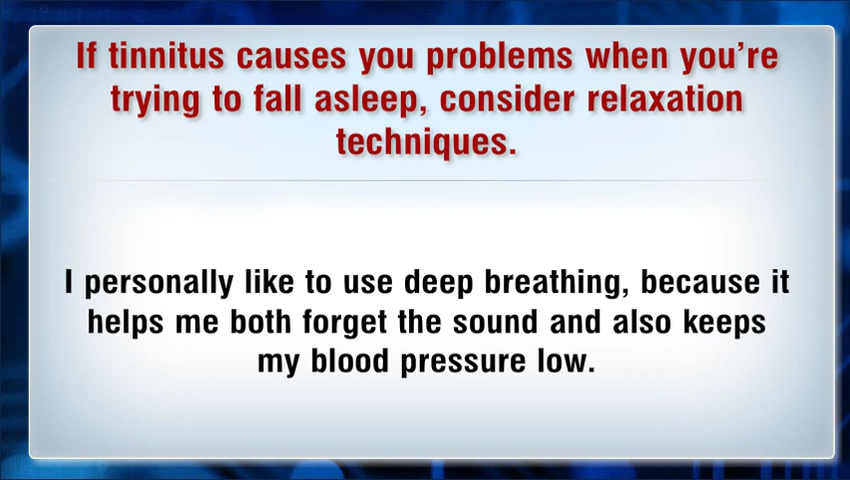 If tinnitus causes you problems when you’re
trying to fall asleep, consider relaxation
techniques.
I personally like to use deep breathing, because it
helps me both forget the sound and also keeps
my blood pressure low.